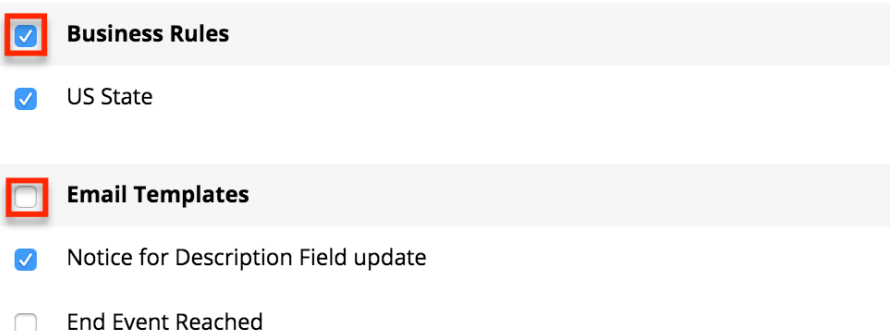 Business Rules
US State
Email Templates
Notice for Description Field update
End Event Reached